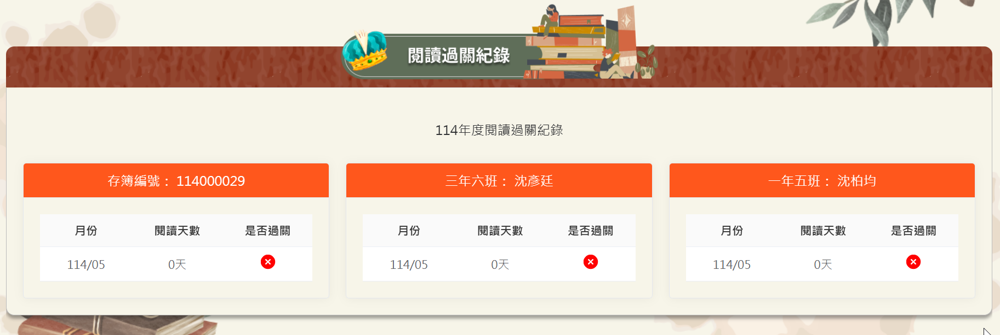 閱讀過關紀錄
114年度閱讀過關紀錄
存簿編號： 114000029
月份 閱讀天數 是否過關
114/05 0天
三年六班： 沈彥廷
月份 閱讀天數 是否過關
114/05 0天
一年五班： 沈柏均
月份 閱讀天數 是否過關
114/05 0天